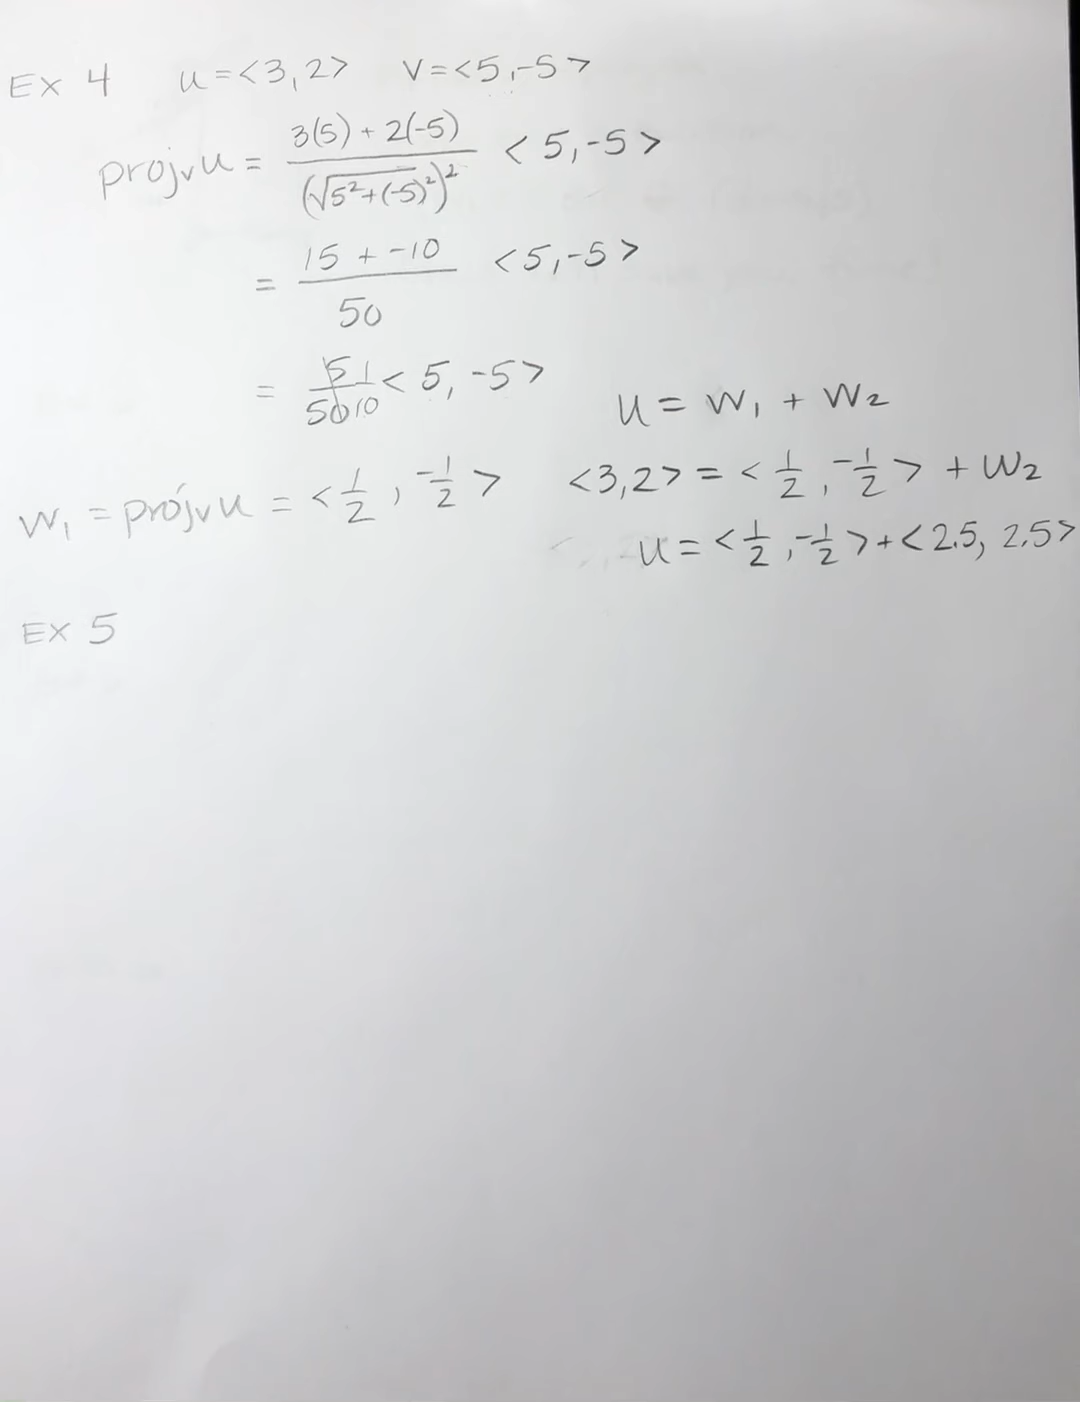 Ex 4 u=<3,2> v=<5,-5>
projᵥu = 3(5) + 2(-5) / (√5²+(-5)²)² <5,-5>
= 15 + -10 / 50 <5,-5>
= 5 1 / 50 10 <5,-5>
w₁ = projᵥu = <1/2, -1/2>
u = w₁ + w₂
<3,2> = <1/2, -1/2> + w₂
u = <1/2, -1/2> + <2.5, 2.5>
Ex 5